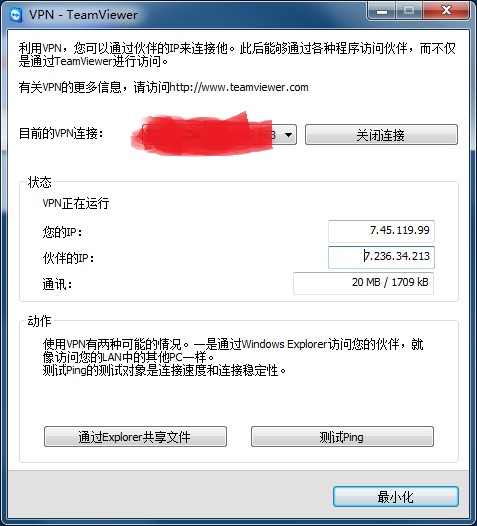 VPN - TeamViewer
利用VPN，您可以通过伙伴的IP来连接他。此后能够通过各种程序访问伙伴，而不仅
是通过TeamViewer进行访问。
有关VPN的更多信息，请访问http://www.teamviewer.com
目前的VPN连接：
关闭连接
状态
VPN正在运行
您的IP： 7.45.119.99
伙伴的IP： 7.236.34.213
通讯： 20 MB / 1709 kB
动作
使用VPN有两种可能的情况。一是通过Windows Explorer访问您的伙伴，就
像访问您的LAN中的其他PC一样。
测试Ping的测试对象是连接速度和连接稳定性。
通过Explorer共享文件 测试Ping
最小化